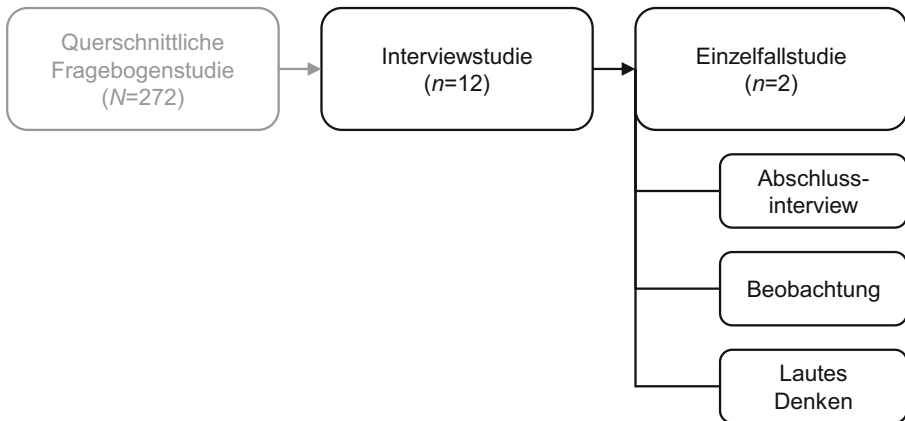 Querschnittliche
Fragebogenstudie
(N=272)
Interviewstudie
(n=12)
Einzelfallstudie
(n=2)
Abschluss-
interview
Beobachtung
Lautes
Denken